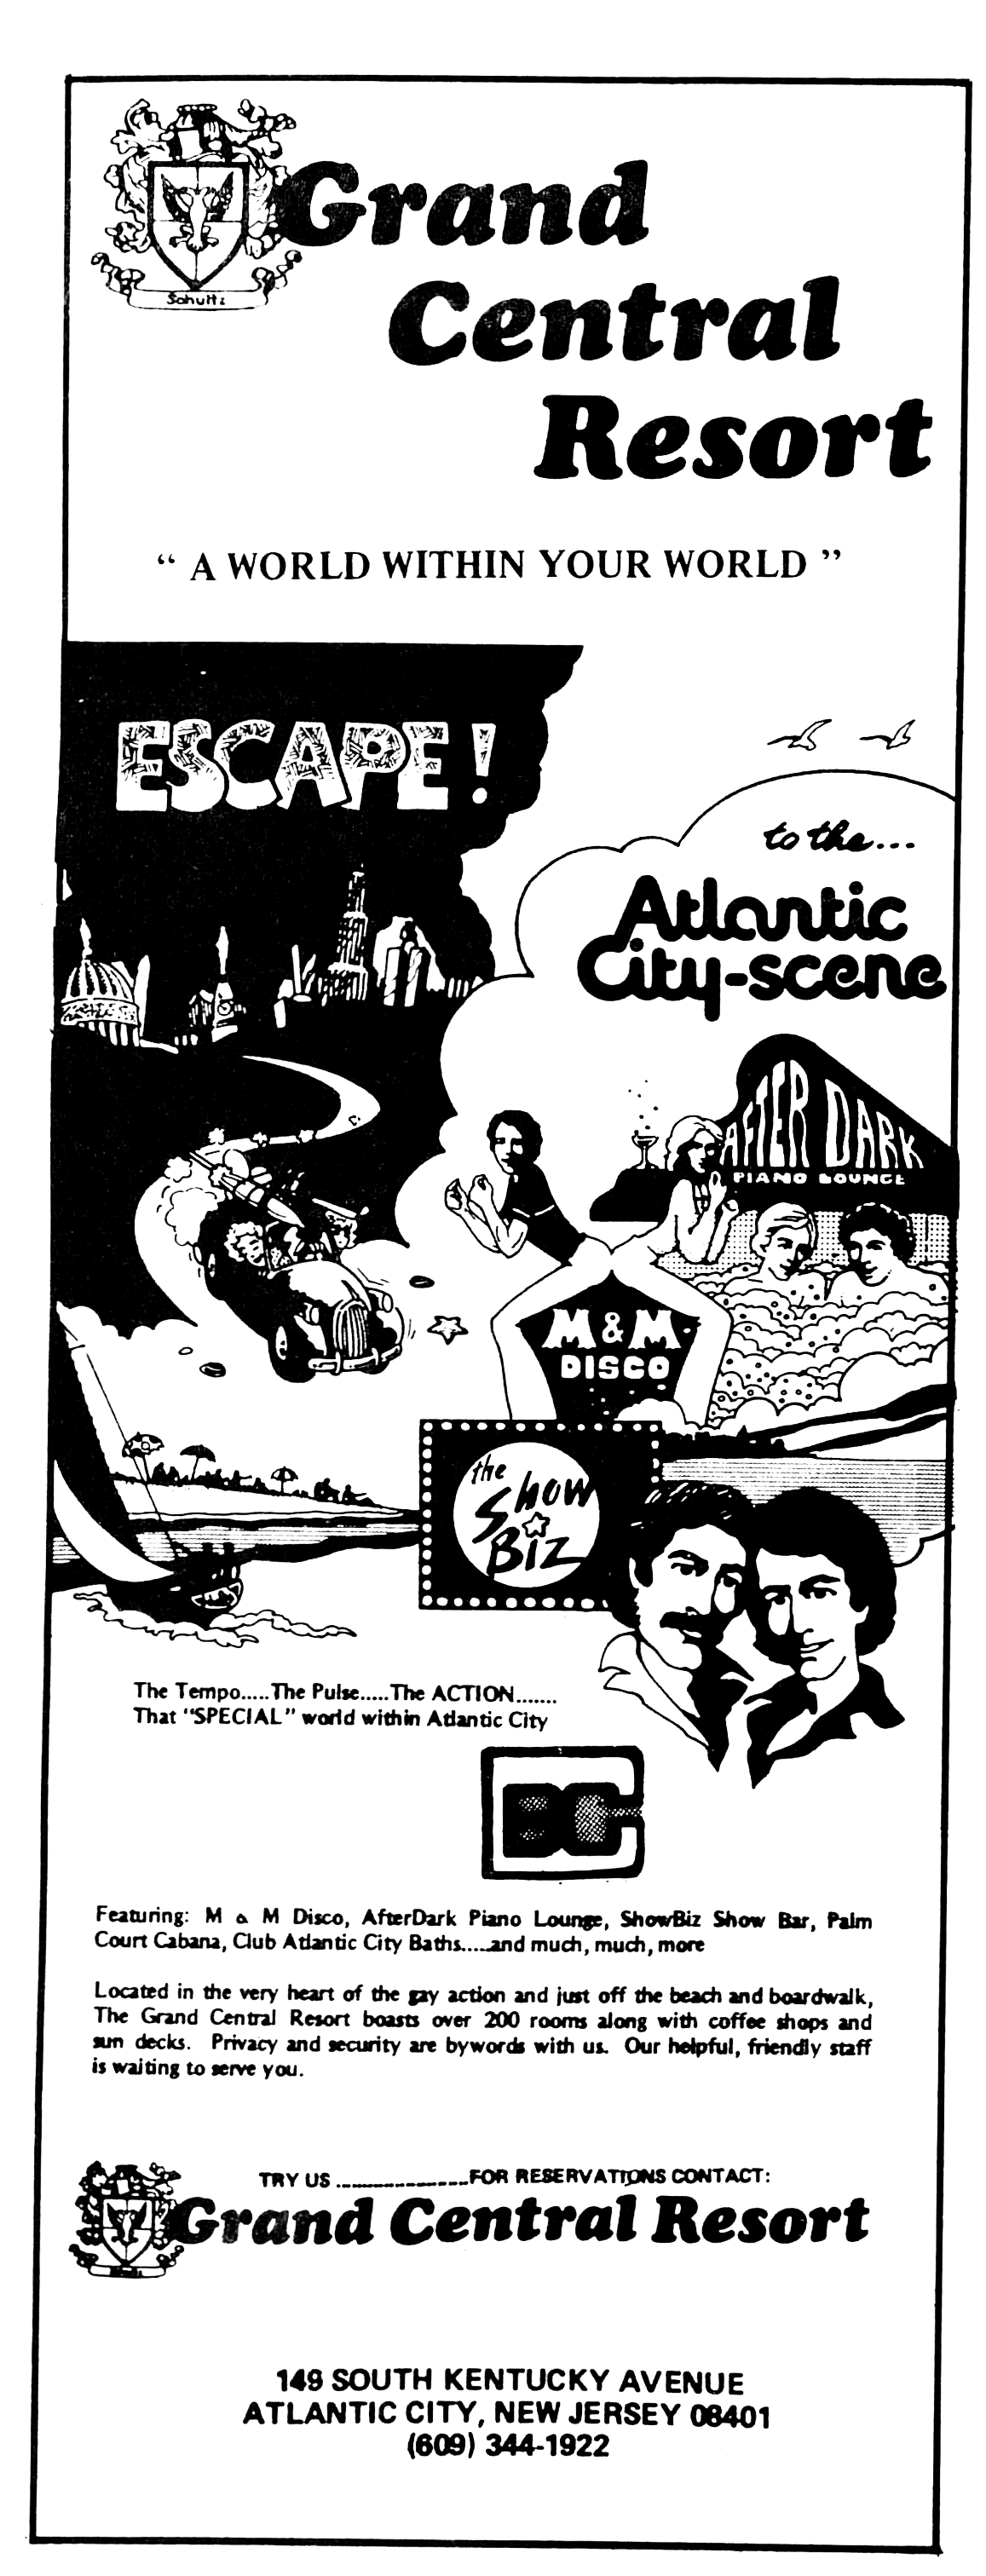 Schultz
Grand
Central
Resort
“ A WORLD WITHIN YOUR WORLD ”
ESCAPE!
to the...
Atlantic
City-scene
AFTER DARK
PIANO LOUNGE
M & M
DISCO
the
Show
Biz
The Tempo.....The Pulse.....The ACTION.......
That "SPECIAL" world within Atlantic City
Featuring: M & M Disco, AfterDark Piano Lounge, ShowBiz Show Bar, Palm
Court Cabana, Club Atlantic City Baths.....and much, much, more
Located in the very heart of the gay action and just off the beach and boardwalk,
The Grand Central Resort boasts over 200 rooms along with coffee shops and
sun decks. Privacy and security are bywords with us. Our helpful, friendly staff
is waiting to serve you.
TRY US ................FOR RESERVATIONS CONTACT:
Grand Central Resort
149 SOUTH KENTUCKY AVENUE
ATLANTIC CITY, NEW JERSEY 08401
(609) 344-1922